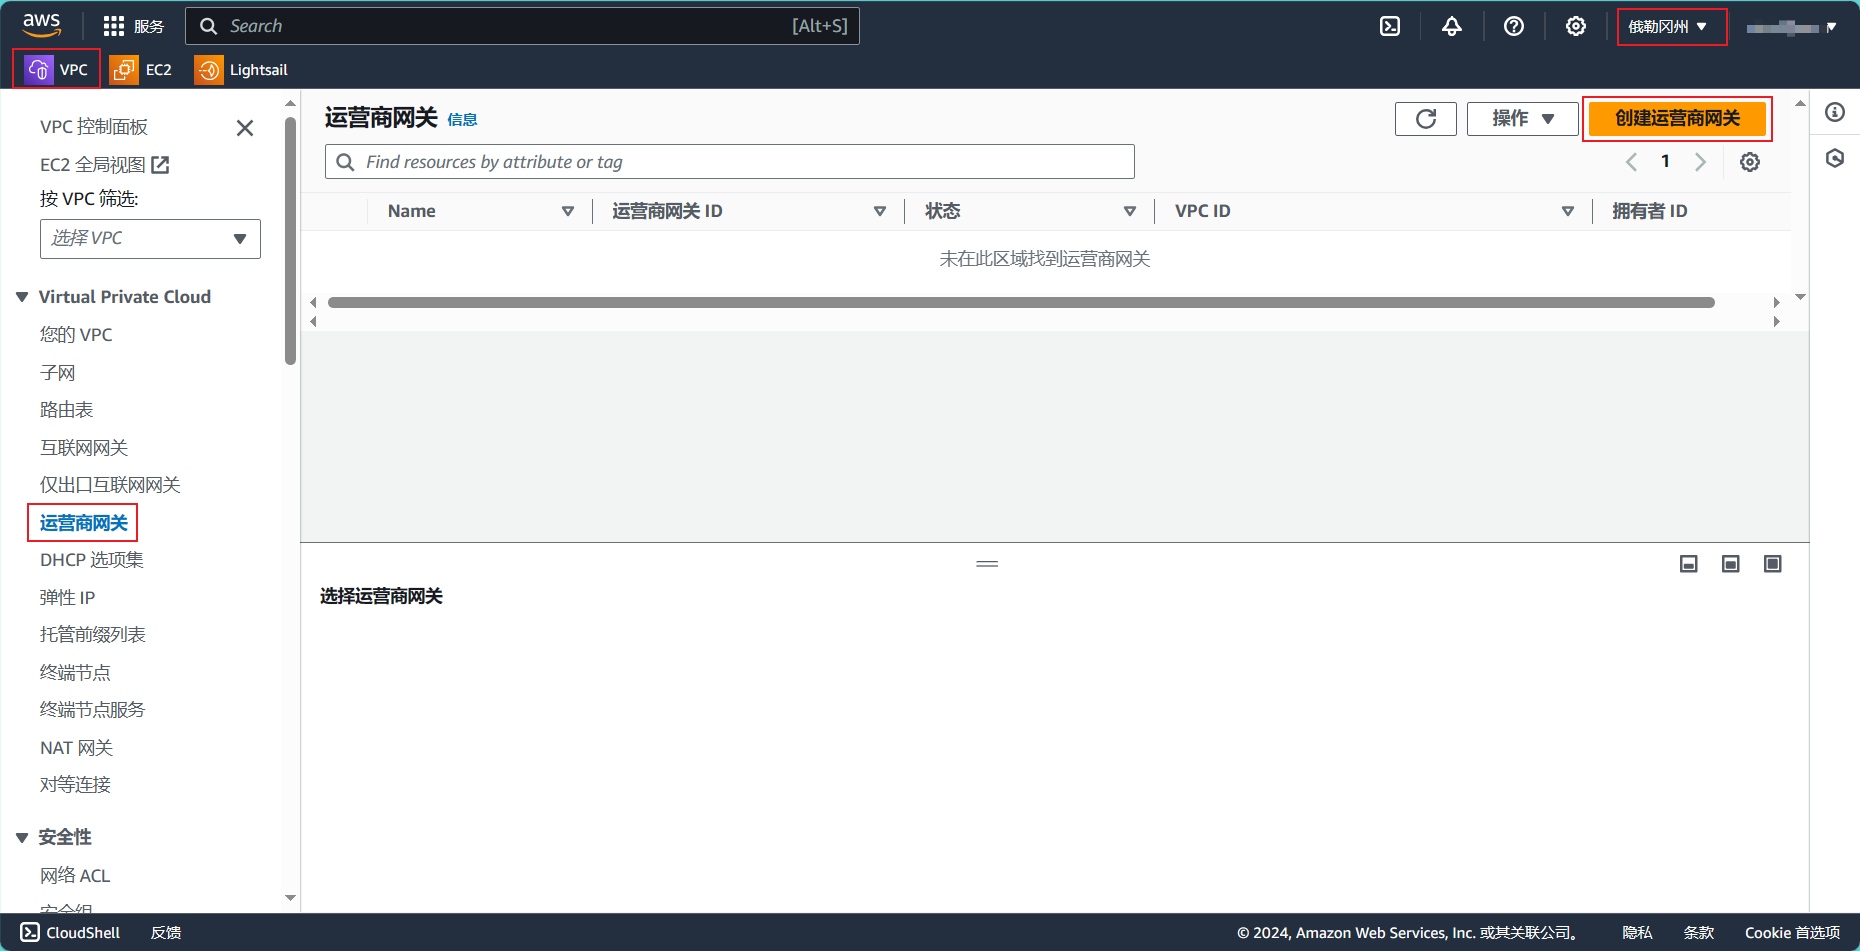 aws
服务
Search
[Alt+S]
俄勒冈州
VPC
EC2
Lightsail
VPC 控制面板
EC2 全局视图
按 VPC 筛选:
选择 VPC
Virtual Private Cloud
您的 VPC
子网
路由表
互联网网关
仅出口互联网网关
运营商网关
DHCP 选项集
弹性 IP
托管前缀列表
终端节点
终端节点服务
NAT 网关
对等连接
安全性
网络 ACL
安全组
运营商网关 信息
操作
创建运营商网关
Find resources by attribute or tag
1
Name
运营商网关 ID
状态
VPC ID
拥有者 ID
未在此区域找到运营商网关
选择运营商网关
CloudShell
反馈
© 2024, Amazon Web Services, Inc. 或其关联公司。
隐私
条款
Cookie 首选项